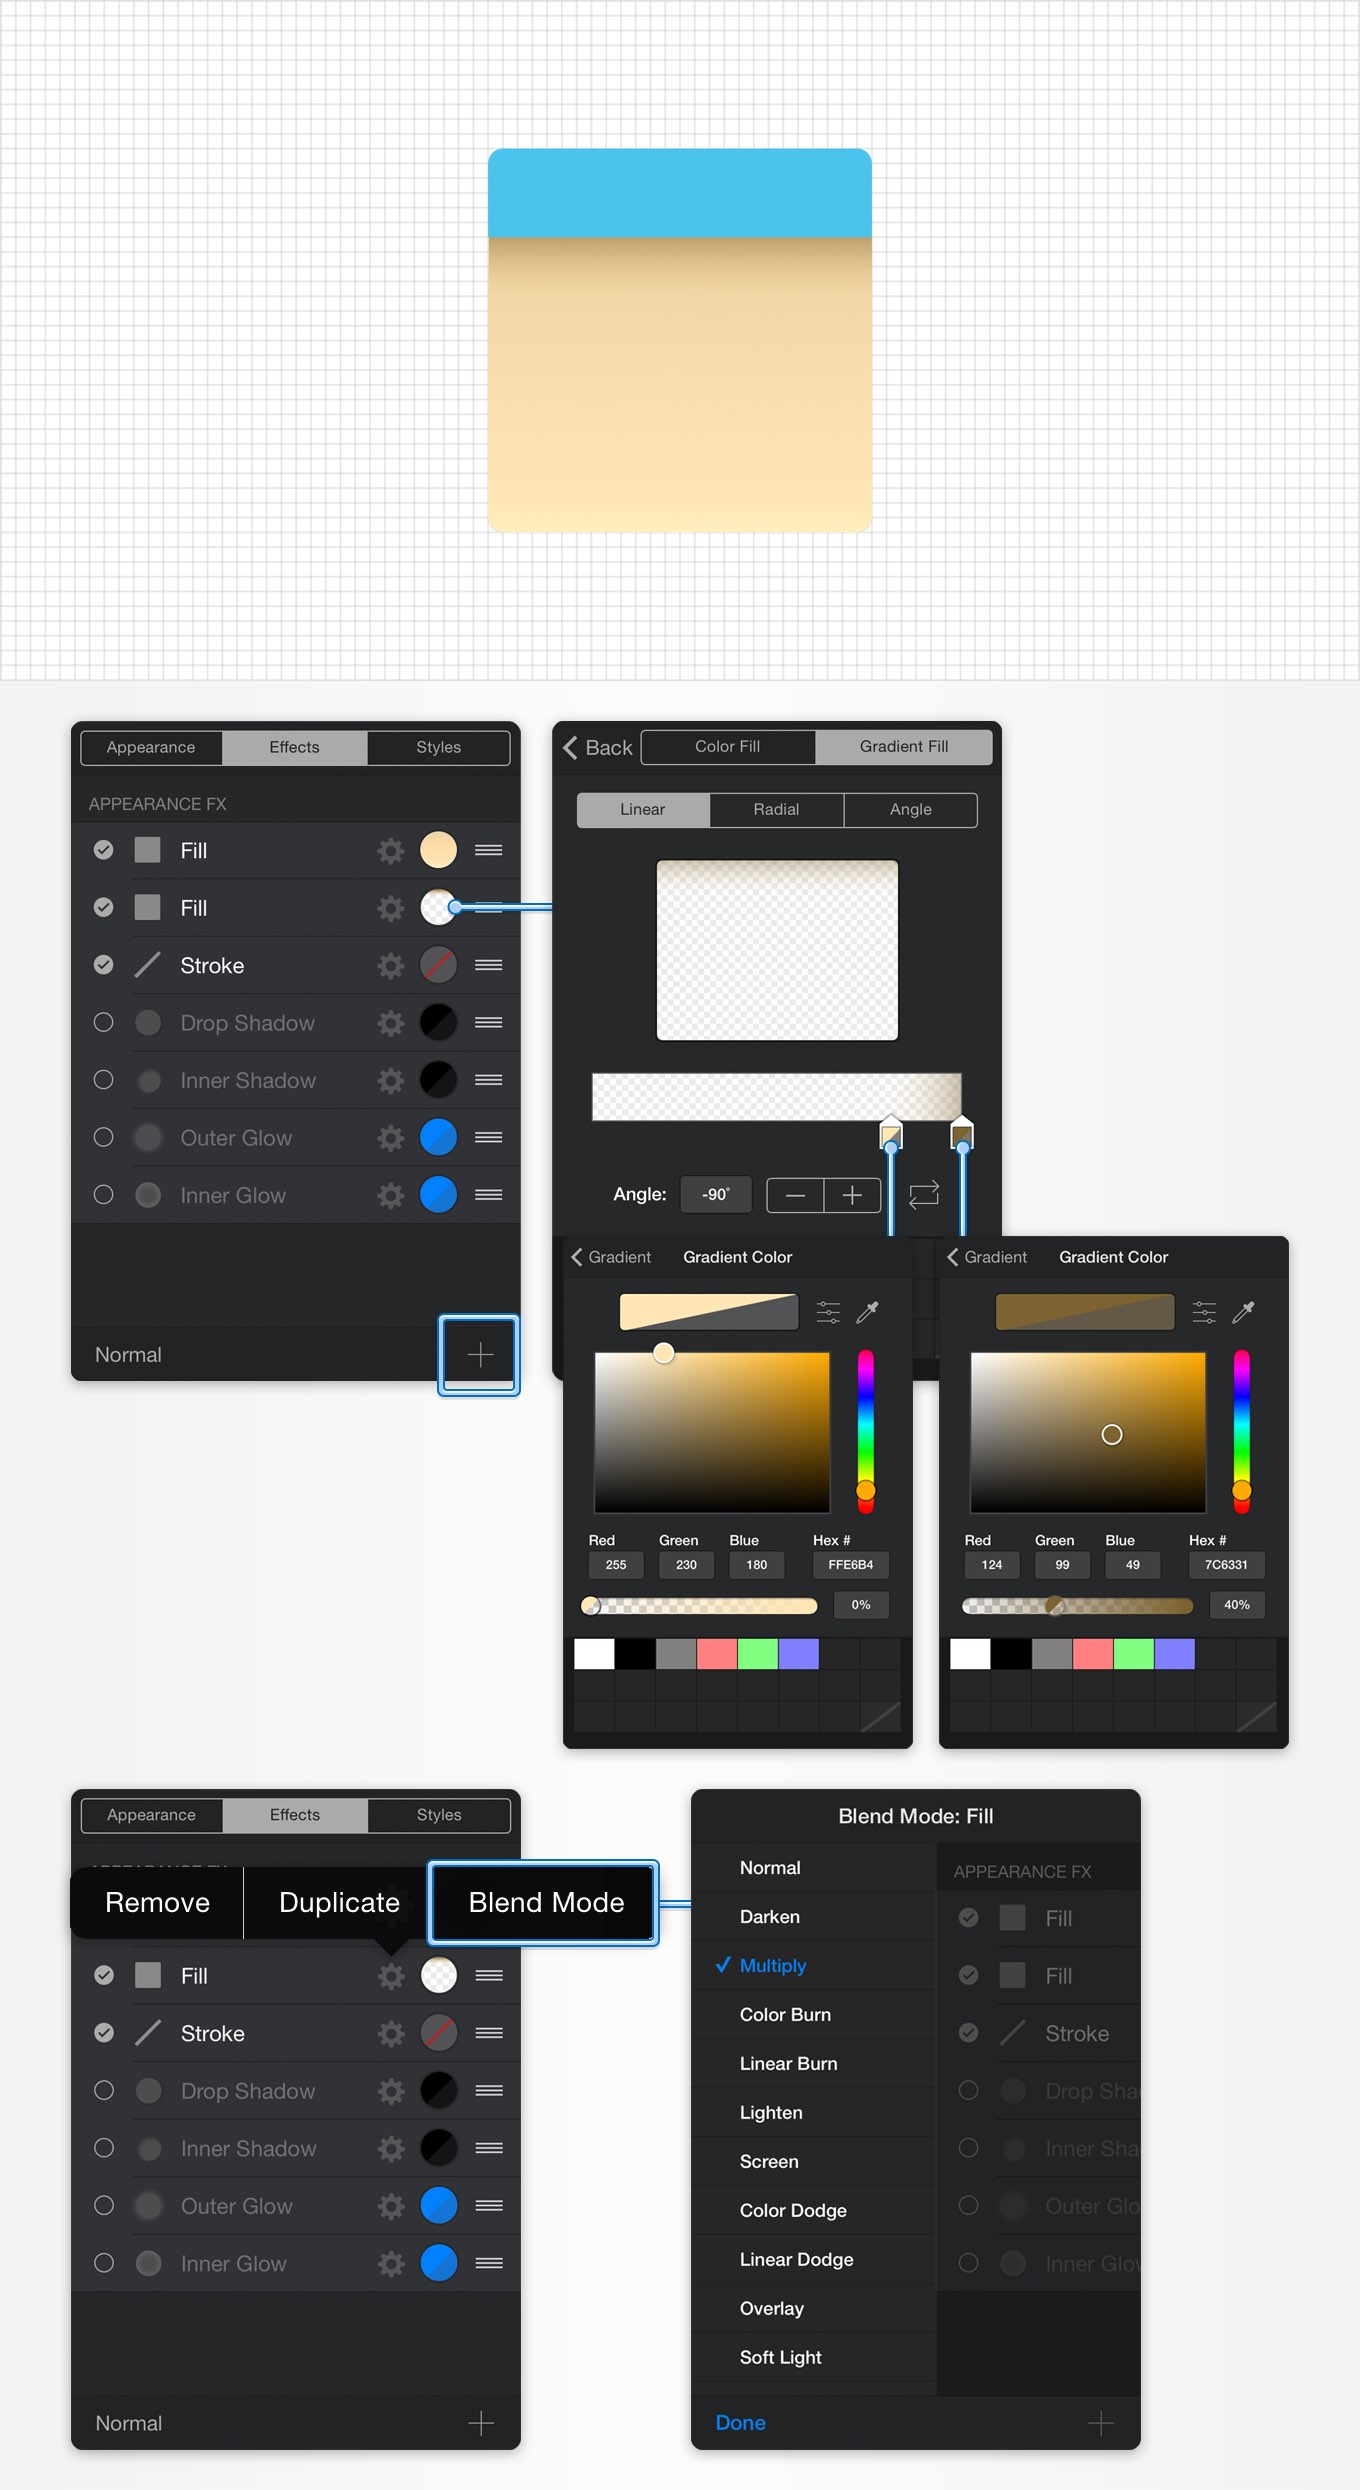 Appearance Effects Styles
APPEARANCE FX
Fill
Fill
Stroke
Drop Shadow
Inner Shadow
Outer Glow
Inner Glow
Normal
Back Color Fill Gradient Fill
Linear Radial Angle
Angle: -90°
Gradient Gradient Color
Red Green Blue Hex #
255 230 180 FFE6B4
0%
Gradient Gradient Color
Red Green Blue Hex #
124 99 49 7C6331
40%
Appearance Effects Styles
Remove Duplicate Blend Mode
Fill
Stroke
Drop Shadow
Inner Shadow
Outer Glow
Inner Glow
Normal
Blend Mode: Fill
Normal
Darken
Multiply
Color Burn
Linear Burn
Lighten
Screen
Color Dodge
Linear Dodge
Overlay
Soft Light
Done
APPEARANCE FX
Fill
Fill
Stroke
Drop Sha
Inner Sha
Outer Glo
Inner Glow